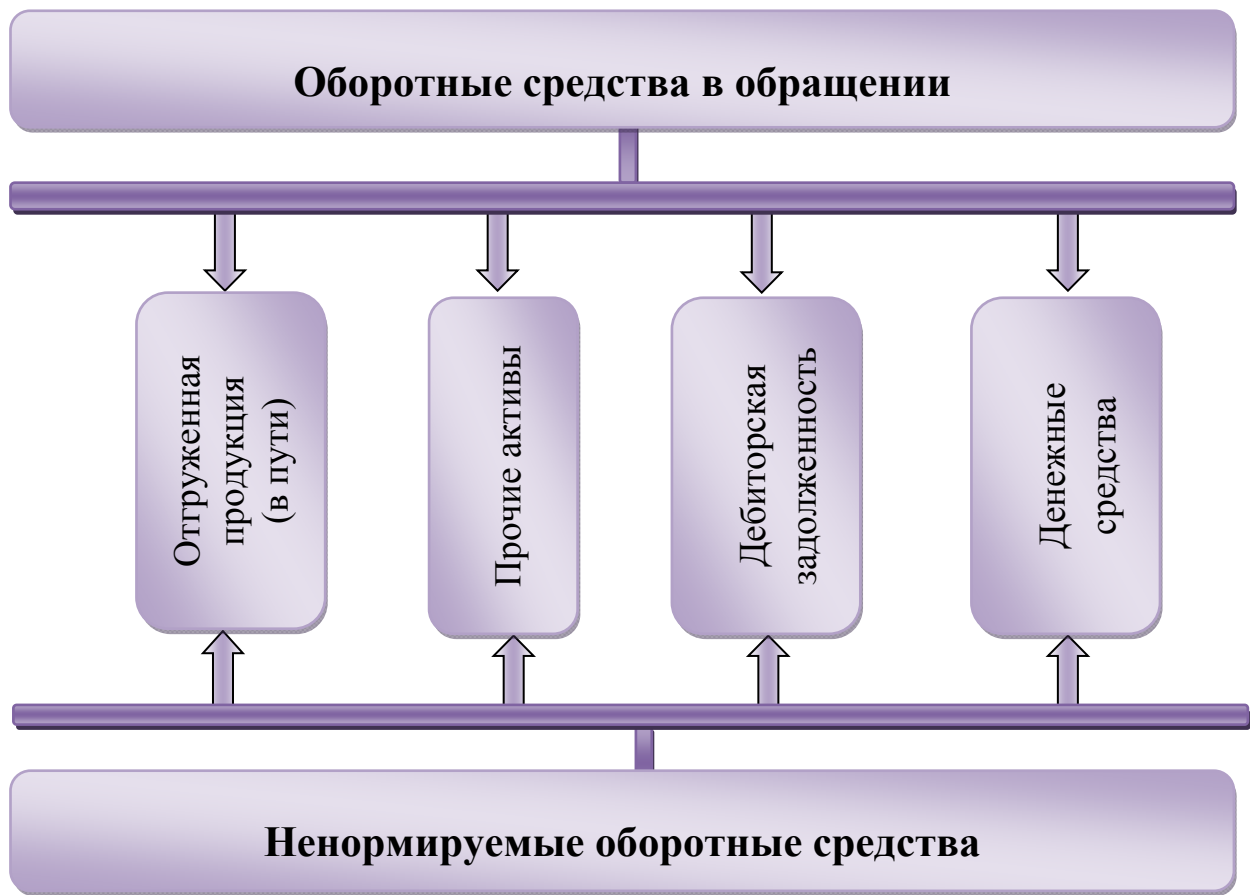 Оборотные средства в обращении
Отгруженная
продукция
(в пути)
Прочие активы
Дебиторская
задолженность
Денежные
средства
Ненормируемые оборотные средства